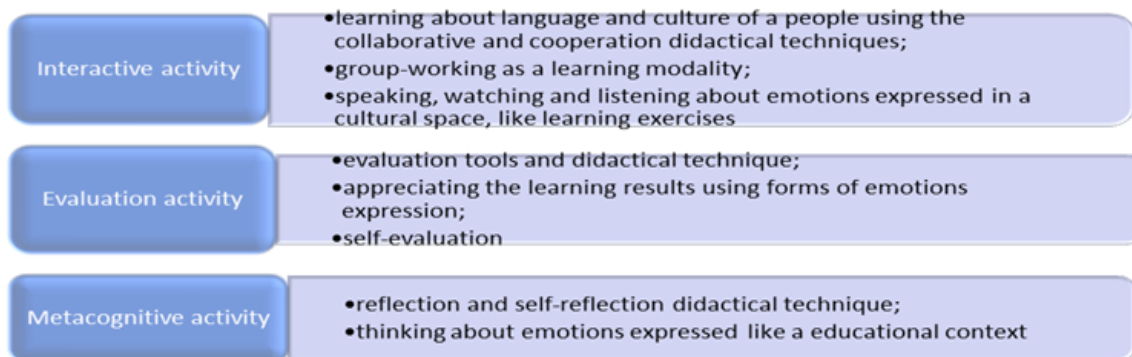 Interactive activity
•learning about language and culture of a people using the
collaborative and cooperation didactical techniques;
•group-working as a learning modality;
•speaking, watching and listening about emotions expressed in a
cultural space, like learning exercises
Evaluation activity
•evaluation tools and didactical technique;
•appreciating the learning results using forms of emotions
expression;
•self-evaluation
Metacognitive activity
•reflection and self-reflection didactical technique;
•thinking about emotions expressed like a educational context